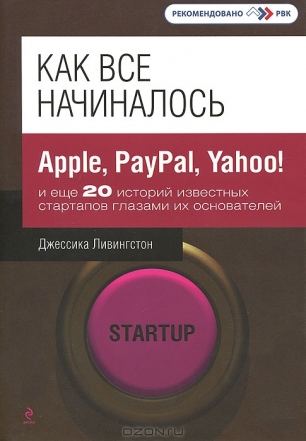 РЕКОМЕНДОВАНО РВК
КАК ВСЕ
НАЧИНАЛОСЬ
Apple, PayPal, Yahoo!
и еще 20 историй известных
стартапов глазами их основателей
Джессика Ливингстон
STARTUP
ozon.ru